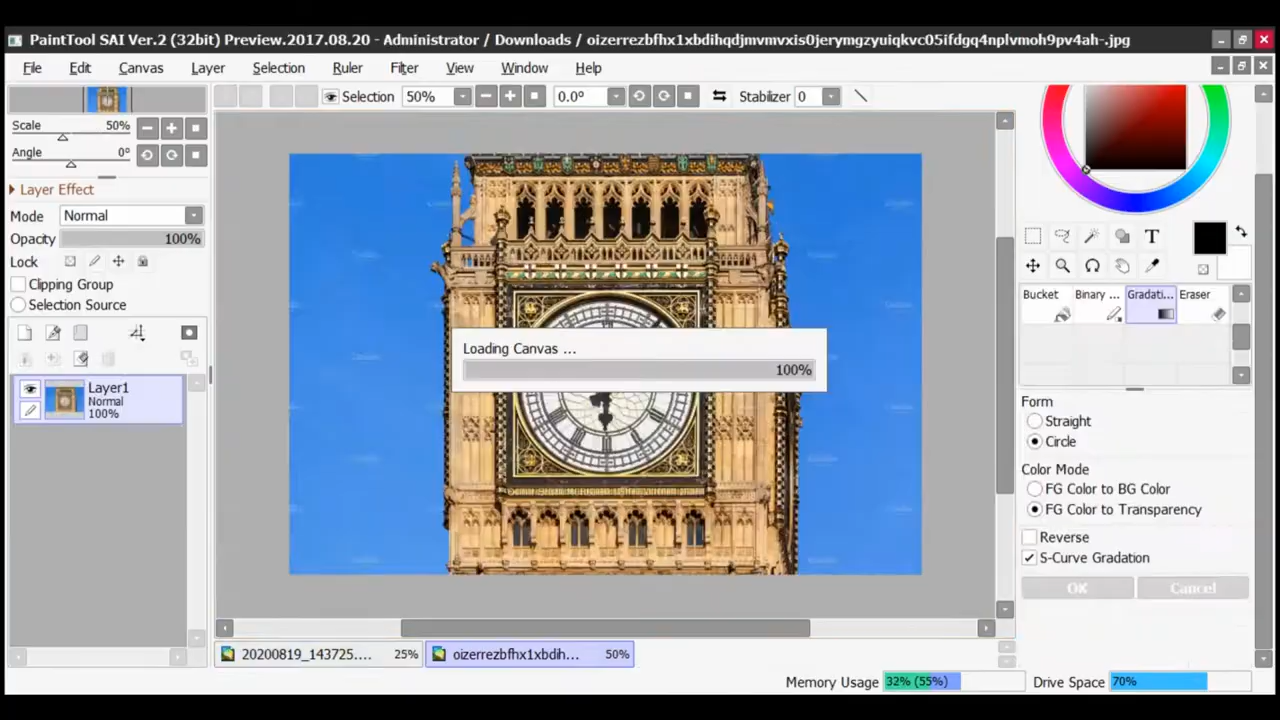 PaintTool SAI Ver.2 (32bit) Preview.2017.08.20 - Administrator / Downloads / oizerrezbfhx1xbdihqdjmvmvxis0jerymgzyuiqkvc05ifdgq4nplvmoh9pv4ah-.jpg
File Edit Canvas Layer Selection Ruler Filter View Window Help
Selection 50% 0.0° Stabilizer 0
Scale 50%
Angle 0°
Layer Effect
Mode Normal
Opacity 100%
Lock
Clipping Group
Selection Source
Layer1
Normal
100%
Loading Canvas ...
100%
T
Bucket Binary ... Gradati... Eraser
Form
Straight
Circle
Color Mode
FG Color to BG Color
FG Color to Transparency
Reverse
S-Curve Gradation
OK Cancel
20200819_143725.... 25% oizerrezbfhx1xbdih... 50%
Memory Usage 32% (55%) Drive Space 70%